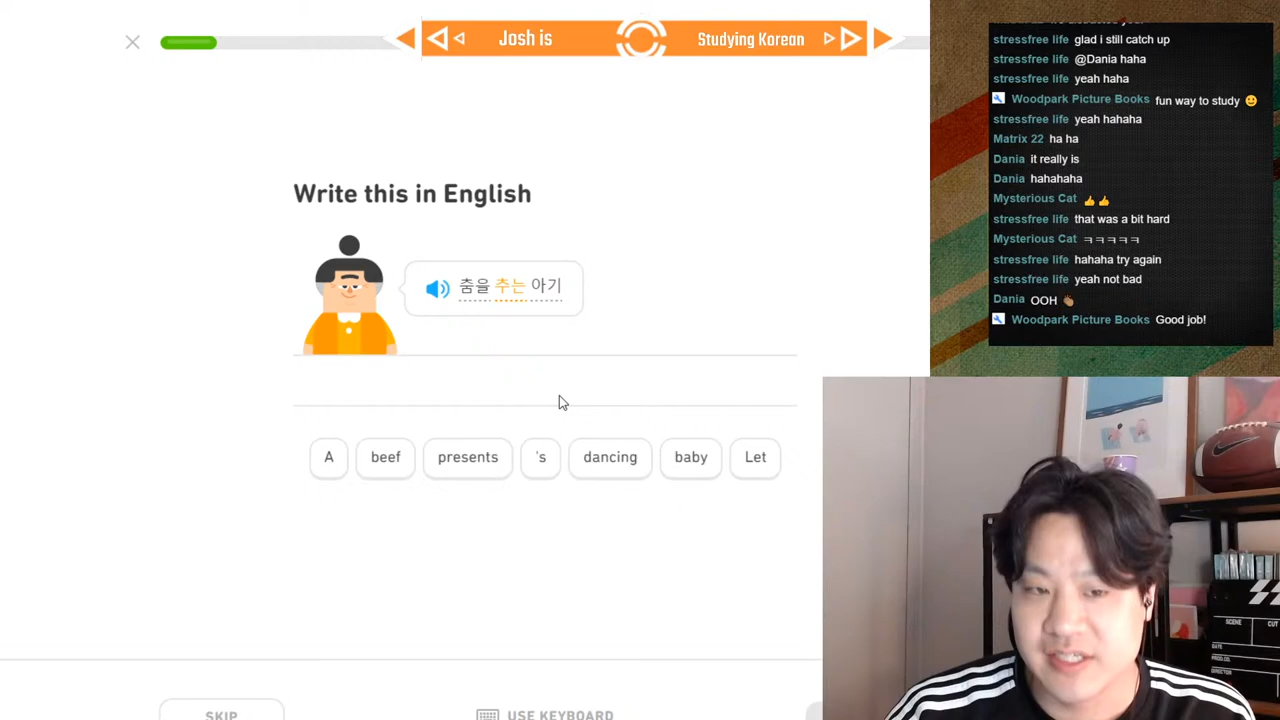 Josh is
Studying Korean
Write this in English
춤을 추는 아기
A
beef
presents
's
dancing
baby
Let
SKIP
USE KEYBOARD
stressfree life glad i still catch up
stressfree life @Dania haha
stressfree life yeah haha
Woodpark Picture Books fun way to study 🙂
stressfree life yeah hahaha
Matrix 22 ha ha
Dania it really is
Dania hahahaha
Mysterious Cat 👍👍
stressfree life that was a bit hard
Mysterious Cat ㅋㅋㅋㅋㅋ
stressfree life hahaha try again
stressfree life yeah not bad
Dania OOH 👏🏽
Woodpark Picture Books Good job!
SCENE
CUT